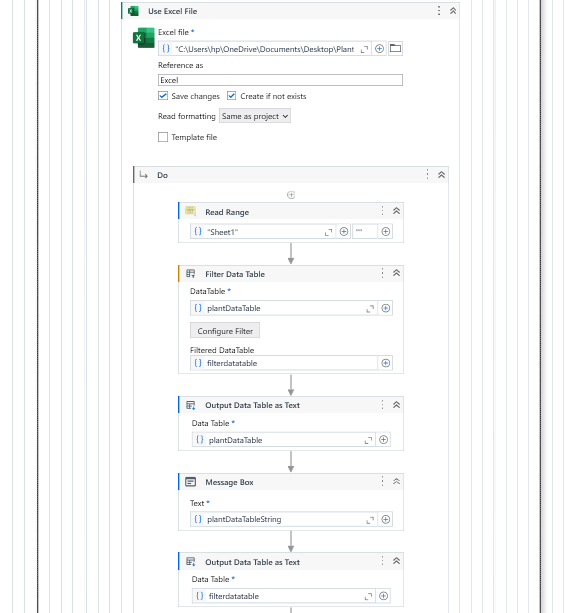 Use Excel File
Excel file *
"C:\Users\hp\OneDrive\Documents\Desktop\Plant
Reference as
Excel
Save changes Create if not exists
Read formatting Same as project
Template file
Do
Read Range
"Sheet1" ""
Filter Data Table
DataTable *
plantDataTable
Configure Filter
Filtered DataTable
filterdatatable
Output Data Table as Text
Data Table *
plantDataTable
Message Box
Text *
plantDataTableString
Output Data Table as Text
Data Table *
filterdatatable